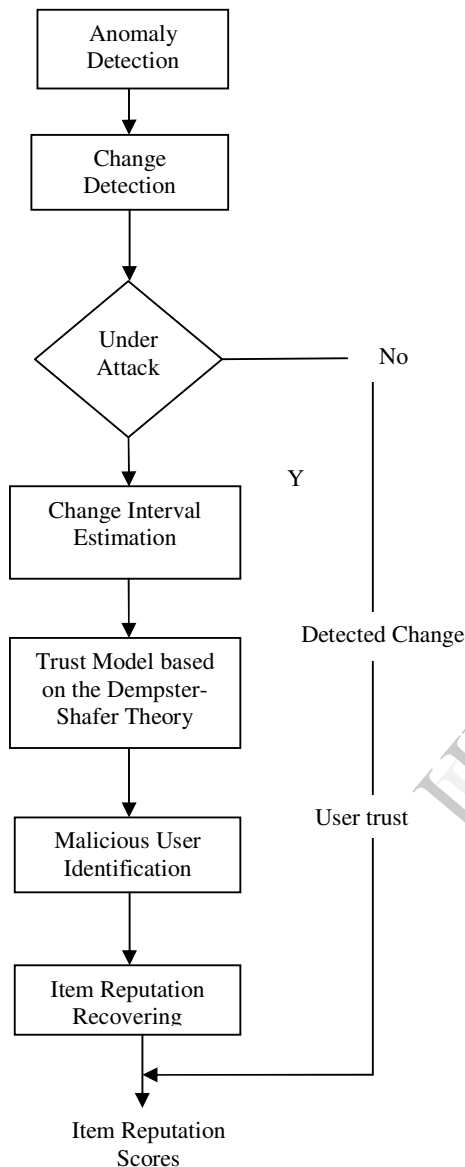 Anomaly
Detection
Change
Detection
Under
Attack
No
Y
Change Interval
Estimation
Detected Change
Trust Model based
on the Dempster-
Shafer Theory
User trust
Malicious User
Identification
Item Reputation
Recovering
Item Reputation
Scores